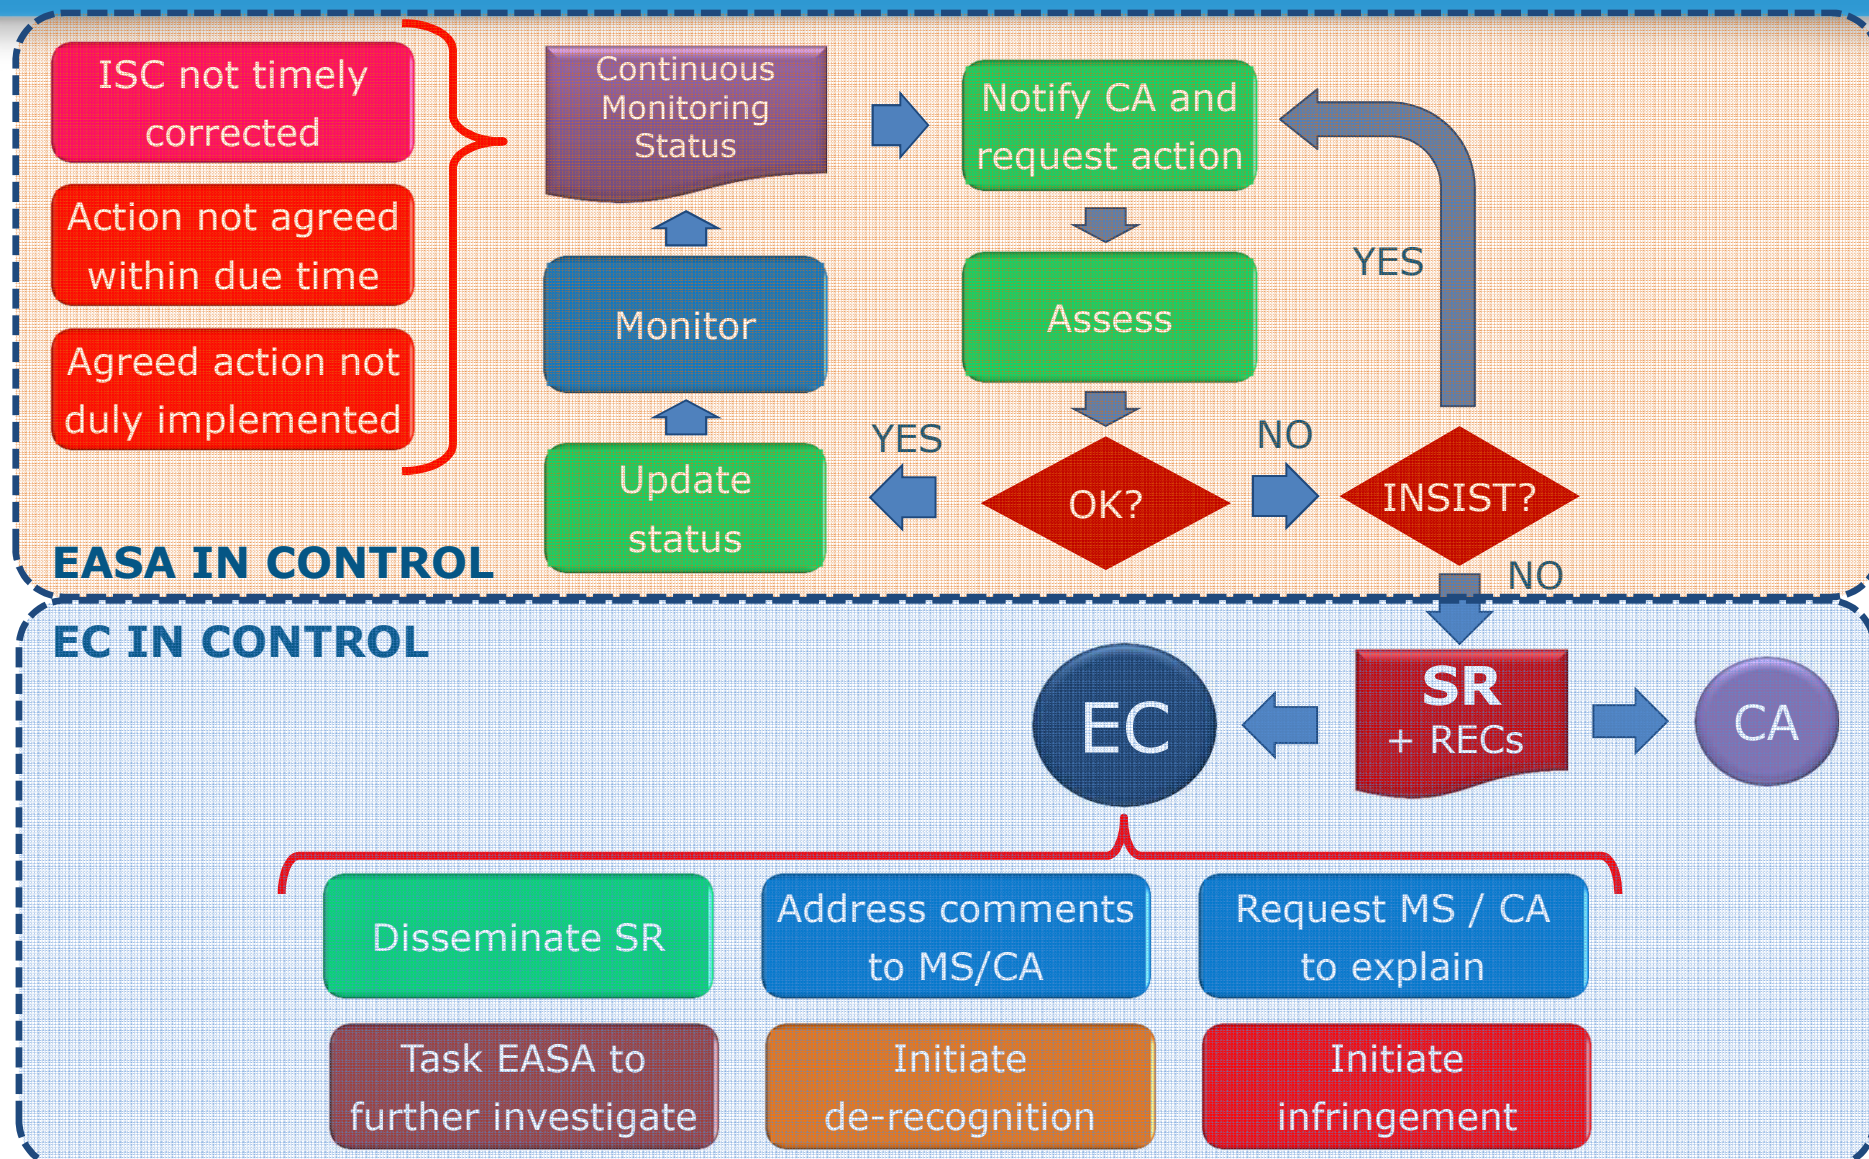 ISC not timely
corrected
Action not agreed
within due time
Agreed action not
duly implemented
Continuous
Monitoring
Status
Notify CA and
request action
Monitor
Assess
YES
Update
status
YES
OK?
NO
INSIST?
EASA IN CONTROL
NO
EC IN CONTROL
EC
SR
+ RECs
CA
Disseminate SR
Address comments
to MS/CA
Request MS / CA
to explain
Task EASA to
further investigate
Initiate
de-recognition
Initiate
infringement